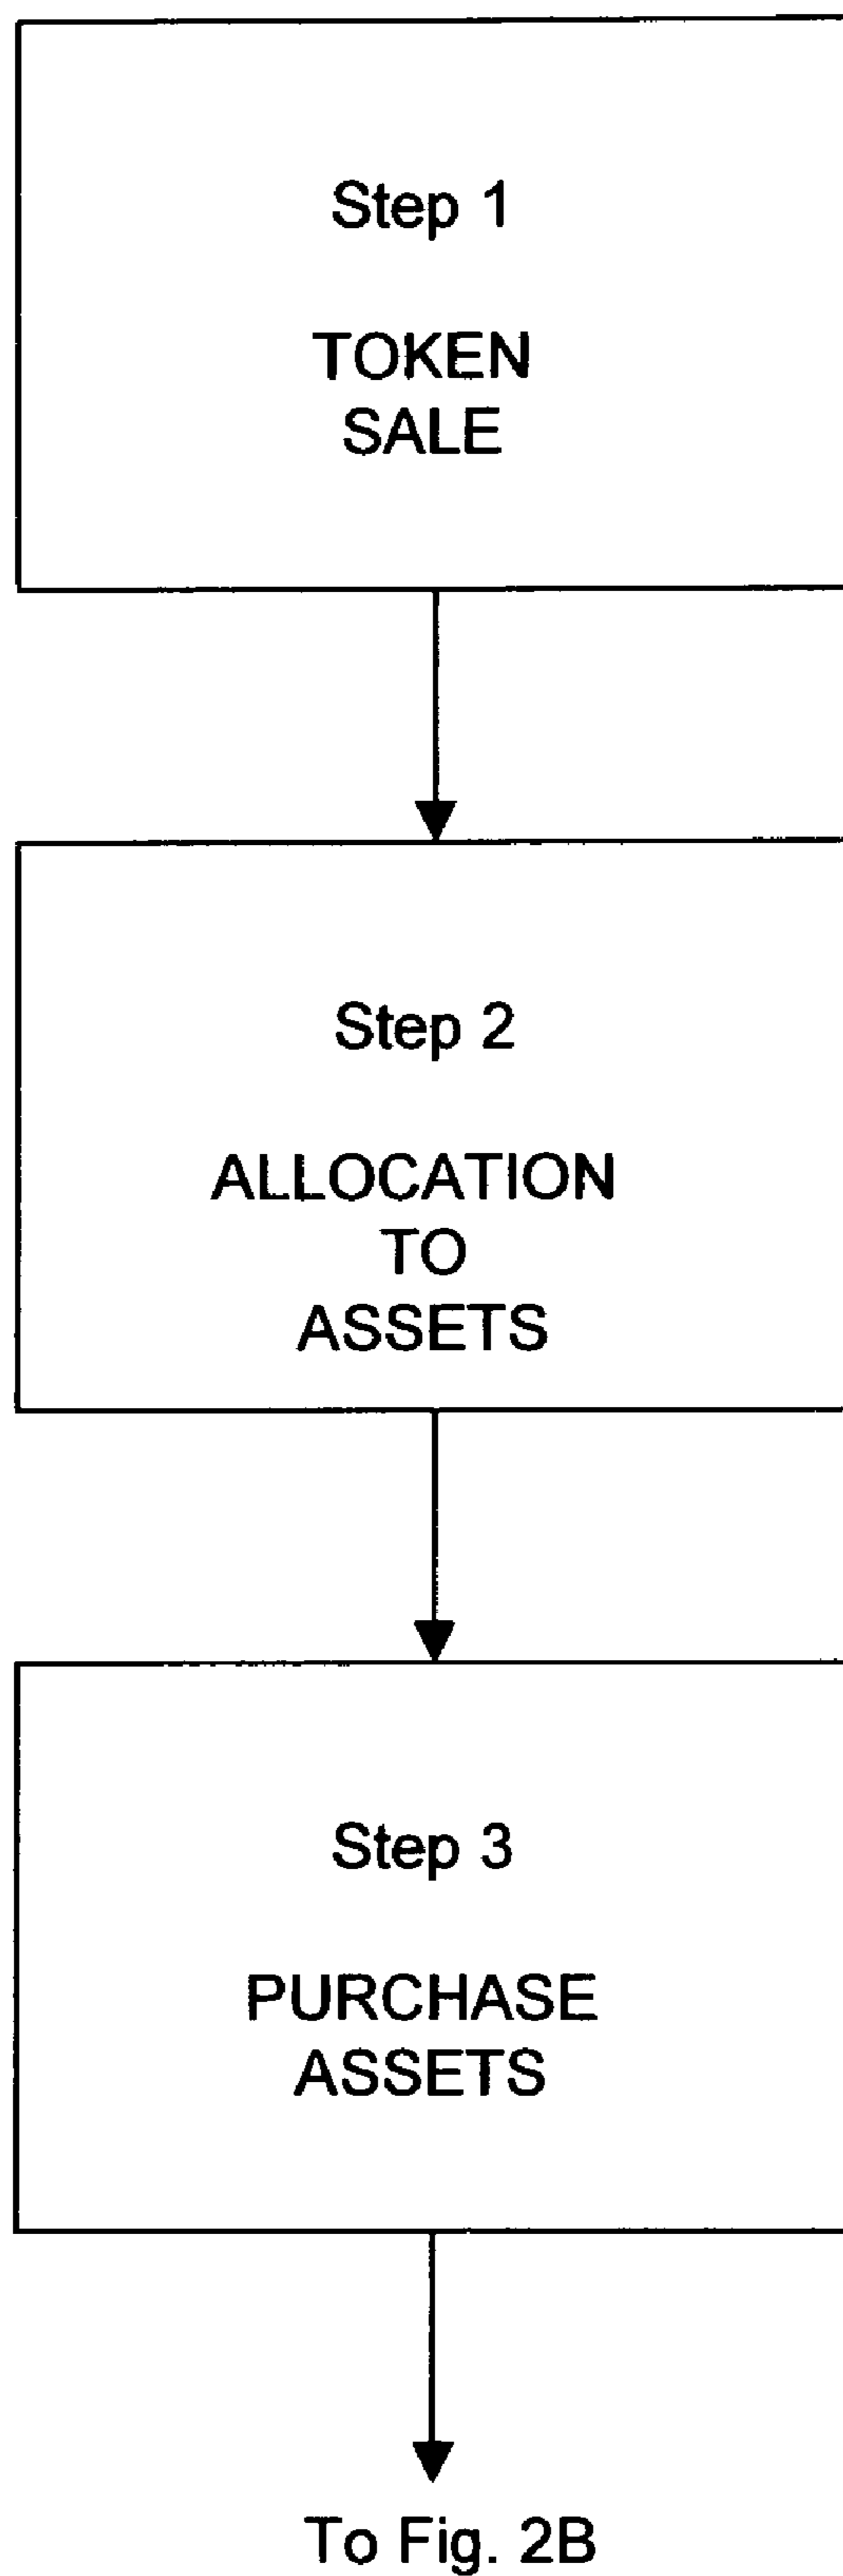 Step 1
TOKEN
SALE
Step 2
ALLOCATION
TO
ASSETS
Step 3
PURCHASE
ASSETS
To Fig. 2B